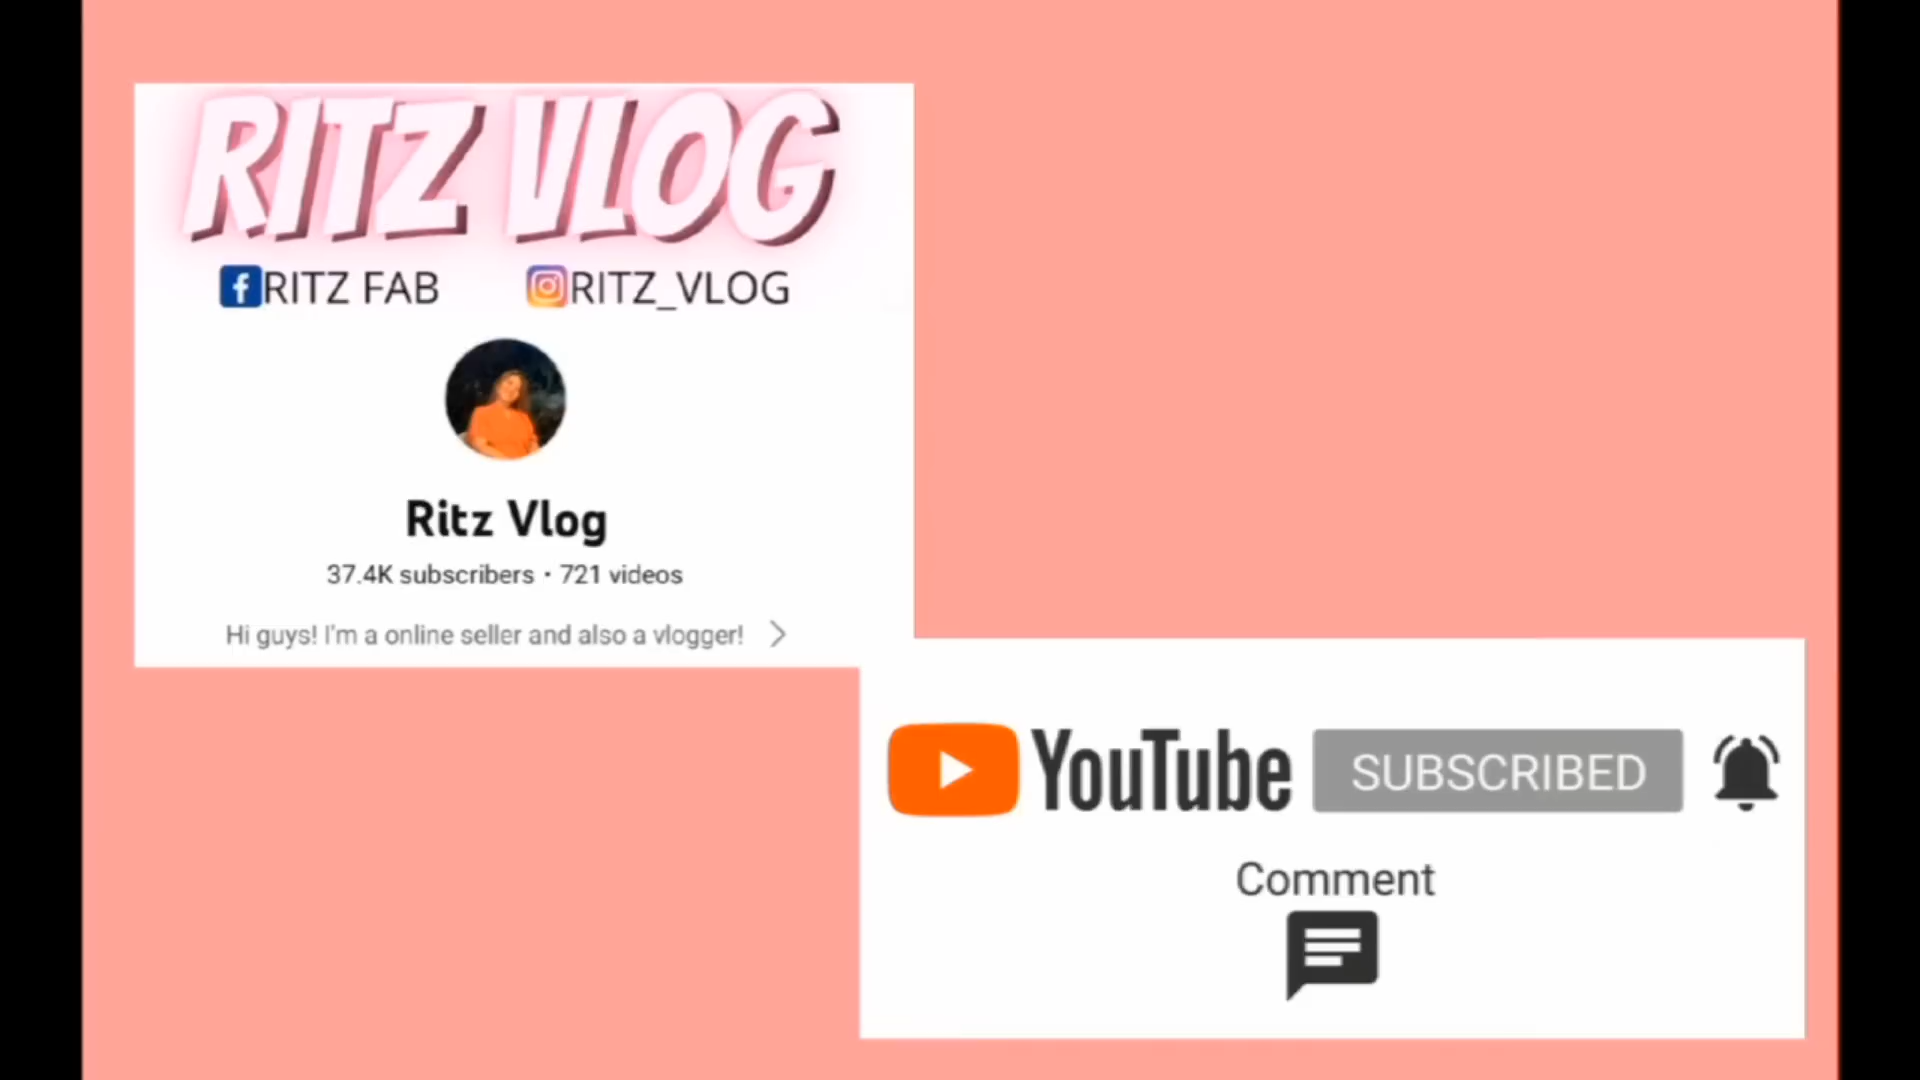 RITZ VLOG
RITZ FAB RITZ_VLOG
Ritz Vlog
37.4K subscribers • 721 videos
Hi guys! I'm a online seller and also a vlogger!
YouTube SUBSCRIBED
Comment